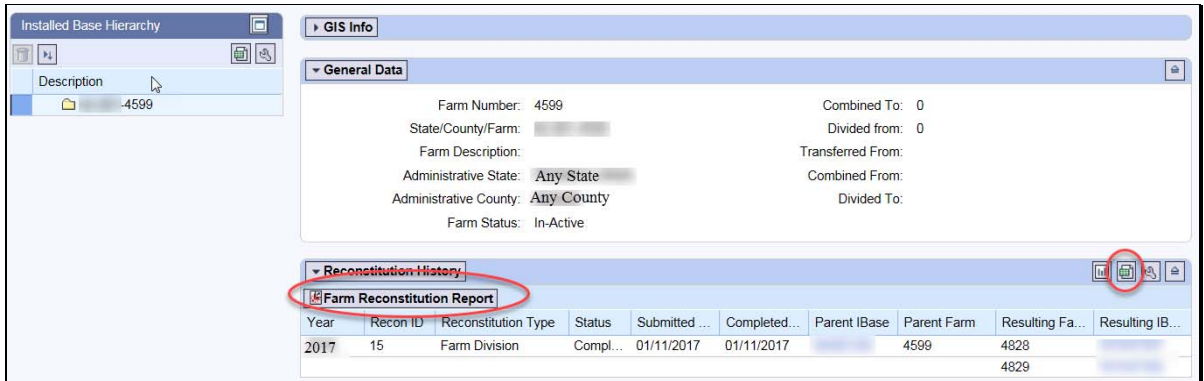 Installed Base Hierarchy
Description
-4599
GIS Info
General Data
Farm Number: 4599
Combined To: 0
State/County/Farm:
Divided from: 0
Farm Description:
Transferred From:
Administrative State: Any State
Combined From:
Administrative County: Any County
Divided To:
Farm Status: In-Active
Reconstitution History
Farm Reconstitution Report
Year Recon ID Reconstitution Type Status Submitted ... Completed... Parent IBase Parent Farm Resulting Fa... Resulting IB...
2017 15 Farm Division Compl... 01/11/2017 01/11/2017 4599 4828
4829